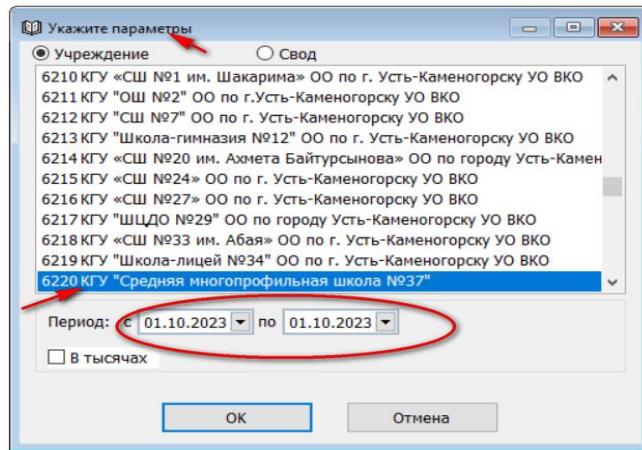 Укажите параметры
Учреждение Свод
6210 КГУ «СШ №1 им. Шакарима» ОО по г. Усть-Каменогорску УО ВКО
6211 КГУ "ОШ №2" ОО по г.Усть-Каменогорску УО ВКО
6212 КГУ "СШ №7" ОО по г. Усть-Каменогорску УО ВКО
6213 КГУ "Школа-гимназия №12" ОО по г. Усть-Каменогорску УО ВКО
6214 КГУ «СШ №20 им. Ахмета Байтурсынова» ОО по городу Усть-Камен
6215 КГУ «СШ №24» ОО по г. Усть-Каменогорску УО ВКО
6216 КГУ «СШ №27» ОО по г. Усть-Каменогорску УО ВКО
6217 КГУ "ШЦДО №29" ОО по городу Усть-Каменогорску УО ВКО
6218 КГУ «СШ №33 им. Абая» ОО по г. Усть-Каменогорску УО ВКО
6219 КГУ "Школа-лицей №34" ОО по г. Усть-Каменогорску УО ВКО
6220 КГУ "Средняя многопрофильная школа №37"
Период: с 01.10.2023 по 01.10.2023
В тысячах
OK Отмена